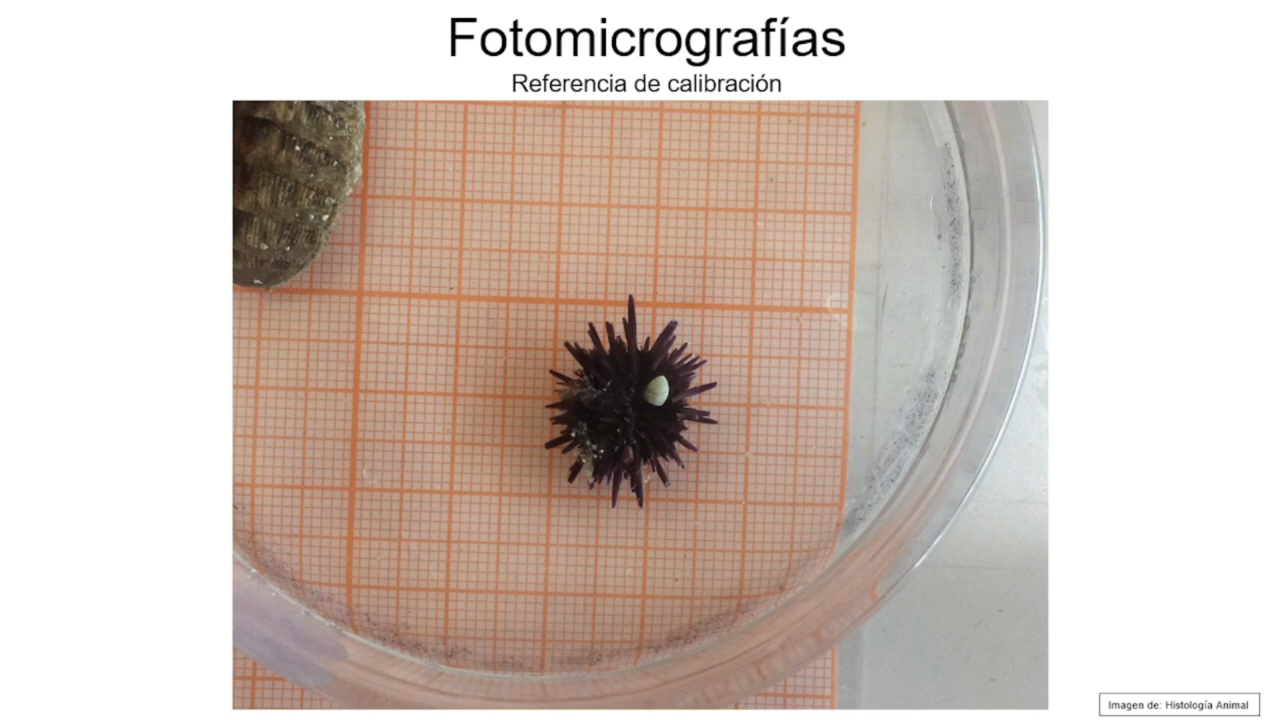 Fotomicrografías
Referencia de calibración
Imagen de: Histología Animal